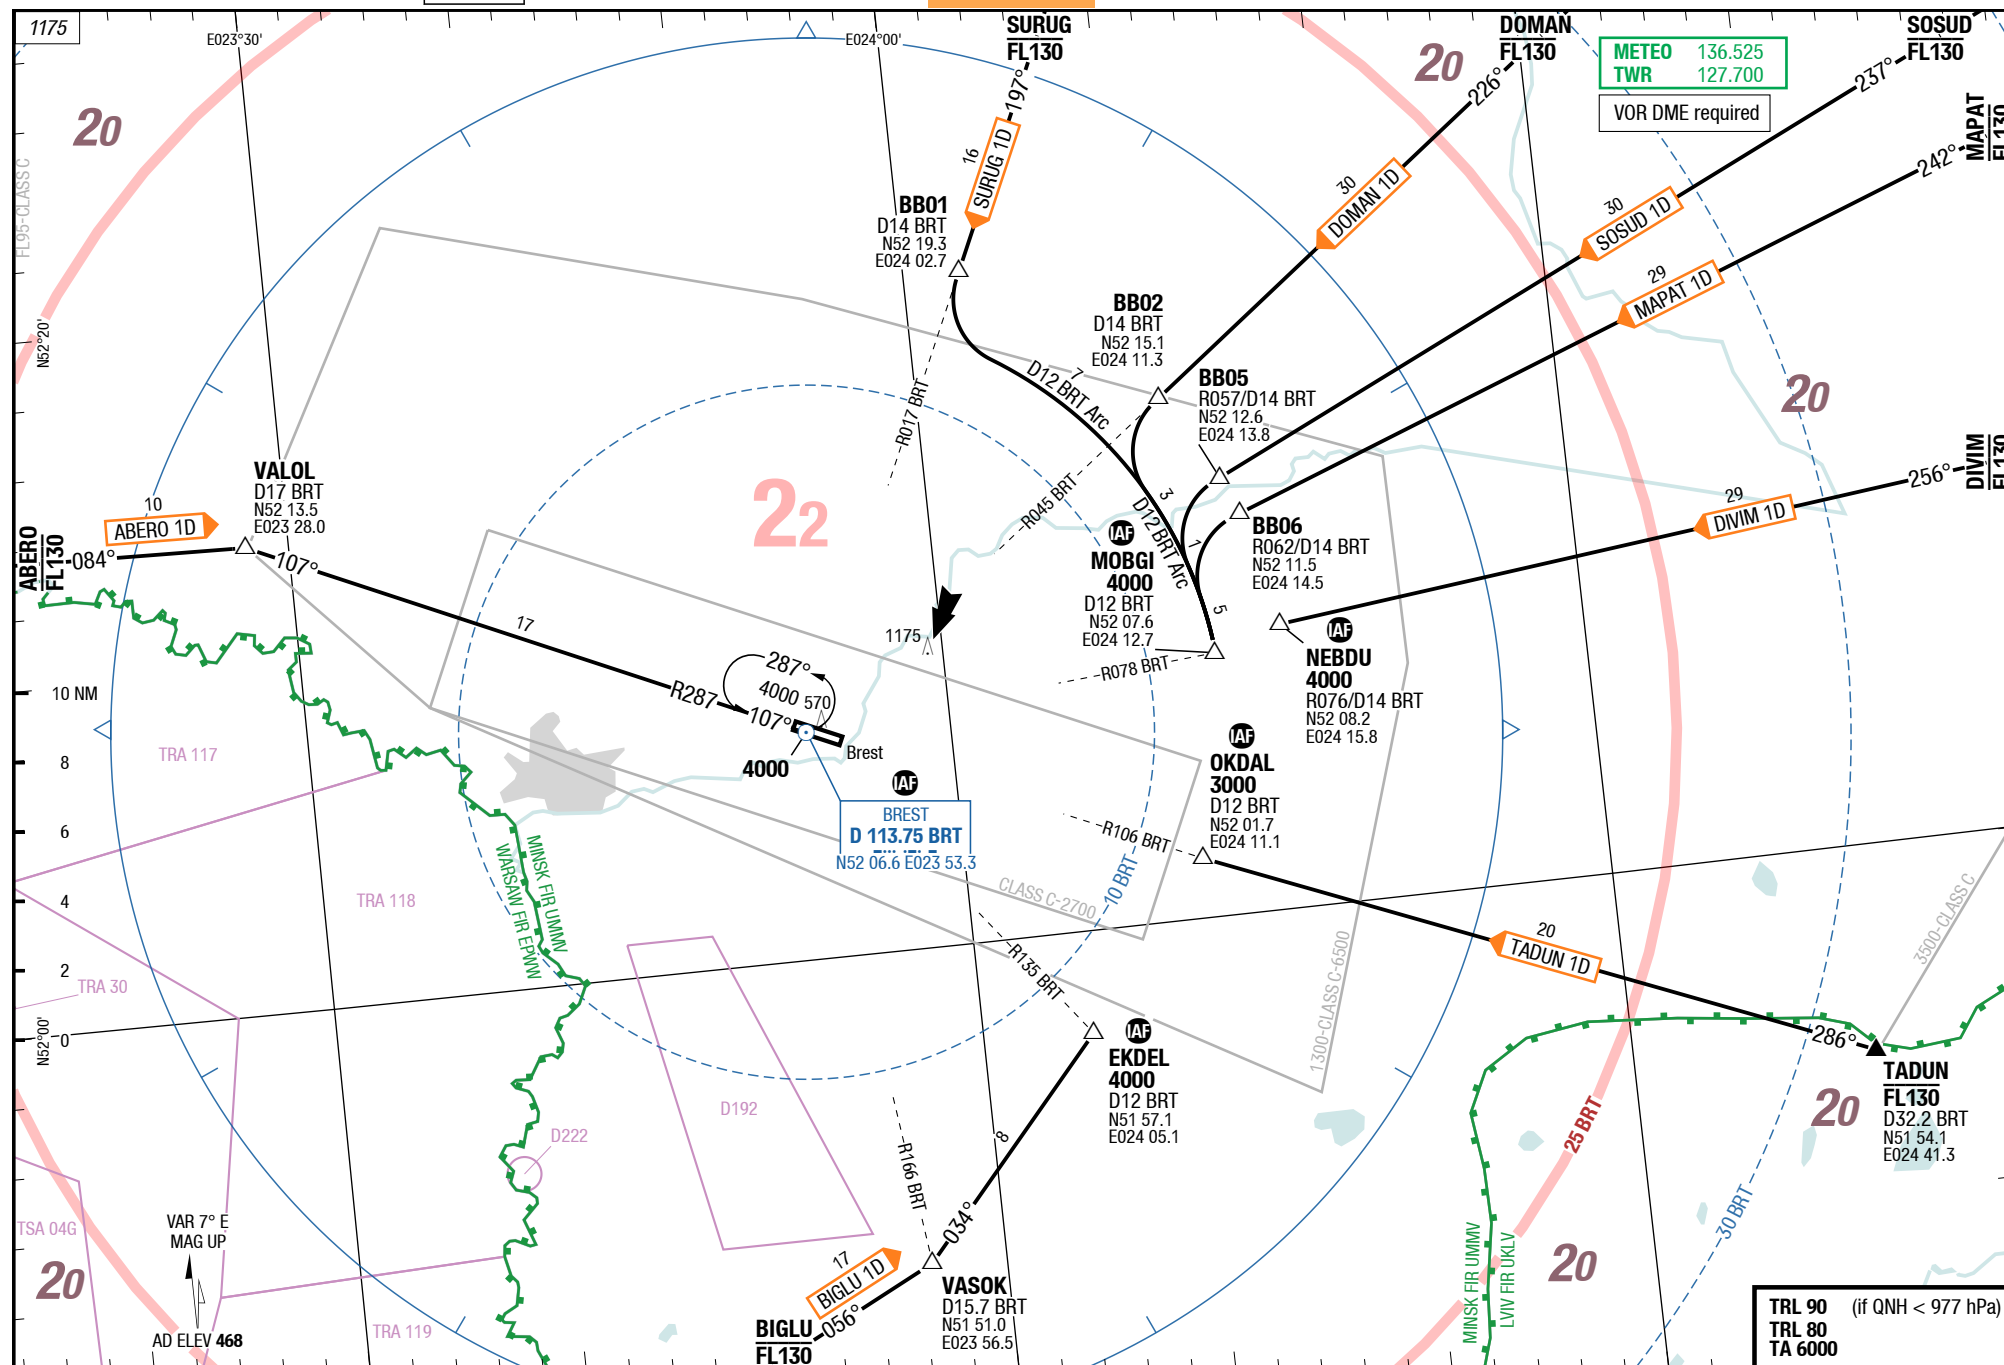 1175
E023°30'
E024°00'
SURUG
FL130
197°
16
SURUG 1D
DOMAN
FL130
226°
30
DOMAN 1D
SOSUD
FL130
237°
30
SOSUD 1D
METEO 136.525
TWR 127.700
VOR DME required
MAPAT
FL130
242°
29
MAPAT 1D
20
20
20
FL95-CLASS C
N52°20'
BB01
D14 BRT
N52 19.3
E024 02.7
BB02
D14 BRT
N52 15.1
E024 11.3
BB05
R057/D14 BRT
N52 12.6
E024 13.8
7
D12 BRT Arc
R017 BRT
R045 BRT
3
D12 BRT Arc
1
5
22
DIVIM
FL130
256°
29
DIVIM 1D
VALOL
D17 BRT
N52 13.5
E023 28.0
10
ABERO 1D
ABERO
FL130
084°
107°
17
R287
107°
287°
4000
570
4000
Brest
1175
IAF
MOBGI
4000
D12 BRT
N52 07.6
E024 12.7
R078 BRT
BB06
R062/D14 BRT
N52 11.5
E024 14.5
IAF
NEBDU
4000
R076/D14 BRT
N52 08.2
E024 15.8
IAF
OKDAL
3000
D12 BRT
N52 01.7
E024 11.1
R106 BRT
IAF
BREST
D 113.75 BRT
N52 06.6 E023 53.3
10 NM
8
6
4
2
0
N52°00'
TRA 117
TRA 118
TRA 30
MINSK FIR UMMV
WARSAW FIR EPWW
CLASS C-2700
10 BRT
1300-CLASS C-6500
3500-CLASS C
20
TADUN 1D
286°
TADUN
FL130
D32.2 BRT
N51 54.1
E024 41.3
R135 BRT
IAF
EKDEL
4000
D12 BRT
N51 57.1
E024 05.1
8
034°
R166 BRT
D192
D222
25 BRT
30 BRT
20
20
20
TSA 04G
VAR 7° E
MAG UP
AD ELEV 468
TRA 119
17
BIGLU 1D
056°
BIGLU
FL130
VASOK
D15.7 BRT
N51 51.0
E023 56.5
MINSK FIR UMMV
LVIV FIR UKLV
TRL 90 (if QNH < 977 hPa)
TRL 80
TA 6000